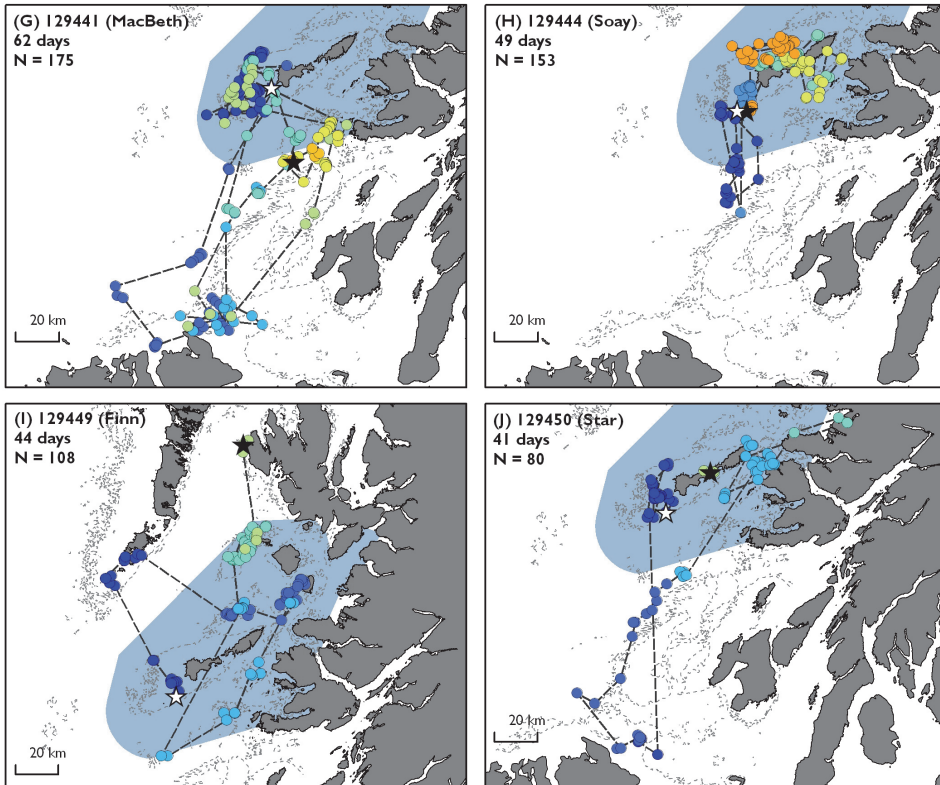 (G) 129441 (MacBeth)
62 days
N = 175
20 km
(H) 129444 (Soay)
49 days
N = 153
20 km
(I) 129449 (Finn)
44 days
N = 108
20 km
(J) 129450 (Star)
41 days
N = 80
20 km